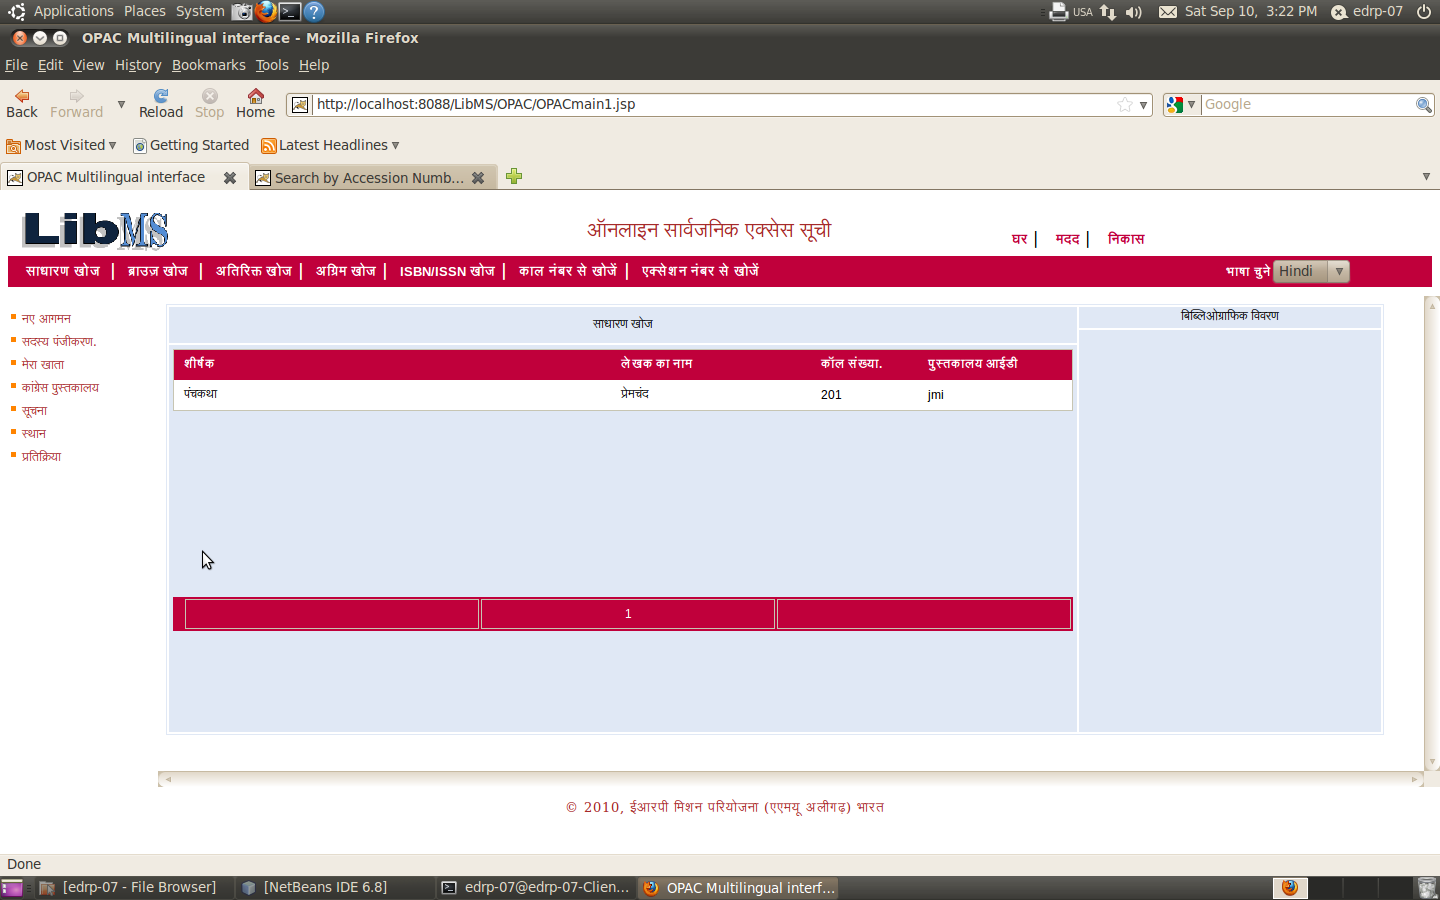 Applications Places System USA Sat Sep 10, 3:22 PM edrp-07
OPAC Multilingual interface - Mozilla Firefox
File Edit View History Bookmarks Tools Help
Back Forward Reload Stop Home http://localhost:8088/LibMS/OPAC/OPACmain1.jsp Google
Most Visited Getting Started Latest Headlines
OPAC Multilingual interface Search by Accession Numb...
LibMS ऑनलाइन सार्वजनिक एक्सेस सूची घर | मदद | निकास
साधारण खोज | ब्राउज़ खोज | अतिरिक्त खोज | अग्रिम खोज | ISBN/ISSN खोज | काल नंबर से खोजें | एक्सेशन नंबर से खोजें भाषा चुने Hindi
नए आगमन
सदस्य पंजीकरण.
मेरा खाता
कांग्रेस पुस्तकालय
सूचना
स्थान
प्रतिक्रिया
साधारण खोज
शीर्षक लेखक का नाम कॉल संख्या. पुस्तकालय आईडी
पंचकथा प्रेमचंद 201 jmi
1
बिब्लिओग्राफिक विवरण
© 2010, ईआरपी मिशन परियोजना (एएमयू अलीगढ़) भारत
Done
[edrp-07 - File Browser] [NetBeans IDE 6.8] edrp-07@edrp-07-Clien... OPAC Multilingual interf...